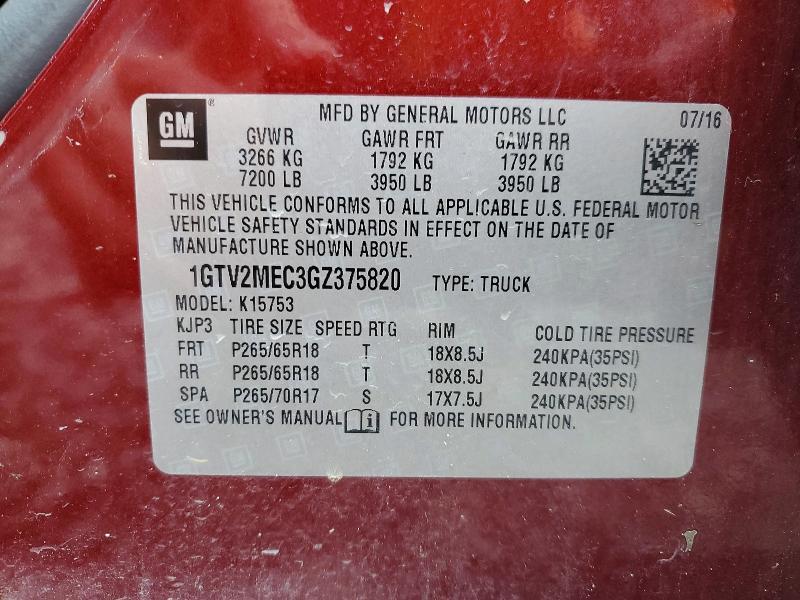 GM ® MFD BY GENERAL MOTORS LLC 07/16
GVWR GAWR FRT GAWR RR
3266 KG 1792 KG 1792 KG
7200 LB 3950 LB 3950 LB
THIS VEHICLE CONFORMS TO ALL APPLICABLE U.S. FEDERAL MOTOR
VEHICLE SAFETY STANDARDS IN EFFECT ON THE DATE OF
MANUFACTURE SHOWN ABOVE.
1GTV2MEC3GZ375820 TYPE: TRUCK
MODEL: K15753
KJP3 TIRE SIZE SPEED RTG RIM COLD TIRE PRESSURE
FRT P265/65R18 T 18X8.5J 240KPA(35PSI)
RR P265/65R18 T 18X8.5J 240KPA(35PSI)
SPA P265/70R17 S 17X7.5J 240KPA(35PSI)
SEE OWNER'S MANUAL i FOR MORE INFORMATION.